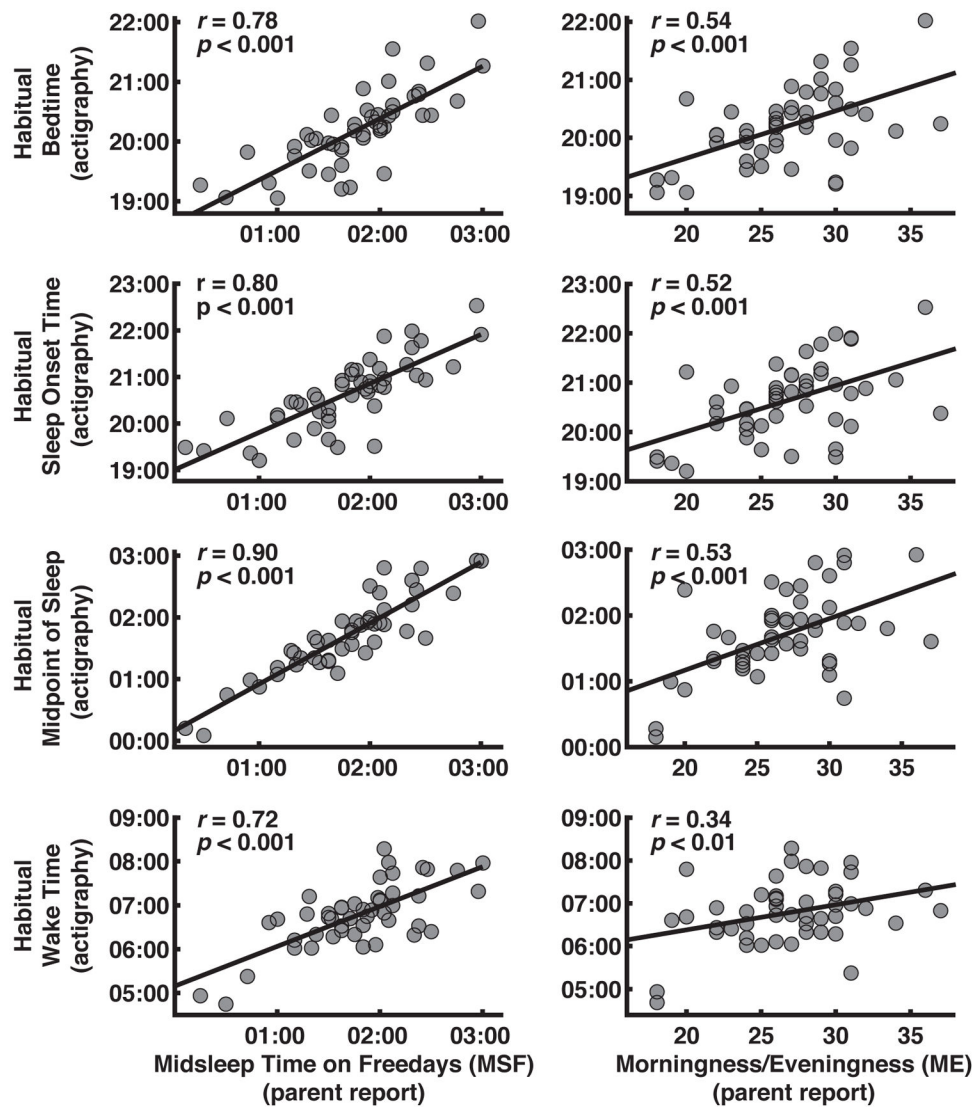 Habitual
Bedtime
(actigraphy)
22:00
21:00
20:00
19:00
r = 0.78
p < 0.001
01:00 02:00 03:00
r = 0.54
p < 0.001
22:00
21:00
20:00
19:00
20 25 30 35
Habitual
Sleep Onset Time
(actigraphy)
23:00
22:00
21:00
20:00
19:00
r = 0.80
p < 0.001
01:00 02:00 03:00
23:00
22:00
21:00
20:00
19:00
r = 0.52
p < 0.001
20 25 30 35
Habitual
Midpoint of Sleep
(actigraphy)
03:00
02:00
01:00
00:00
r = 0.90
p < 0.001
01:00 02:00 03:00
03:00
02:00
01:00
00:00
r = 0.53
p < 0.001
20 25 30 35
Habitual
Wake Time
(actigraphy)
09:00
08:00
07:00
06:00
05:00
r = 0.72
p < 0.001
01:00 02:00 03:00
Midsleep Time on Freedays (MSF)
(parent report)
09:00
08:00
07:00
06:00
05:00
r = 0.34
p < 0.01
20 25 30 35
Morningness/Eveningness (ME)
(parent report)